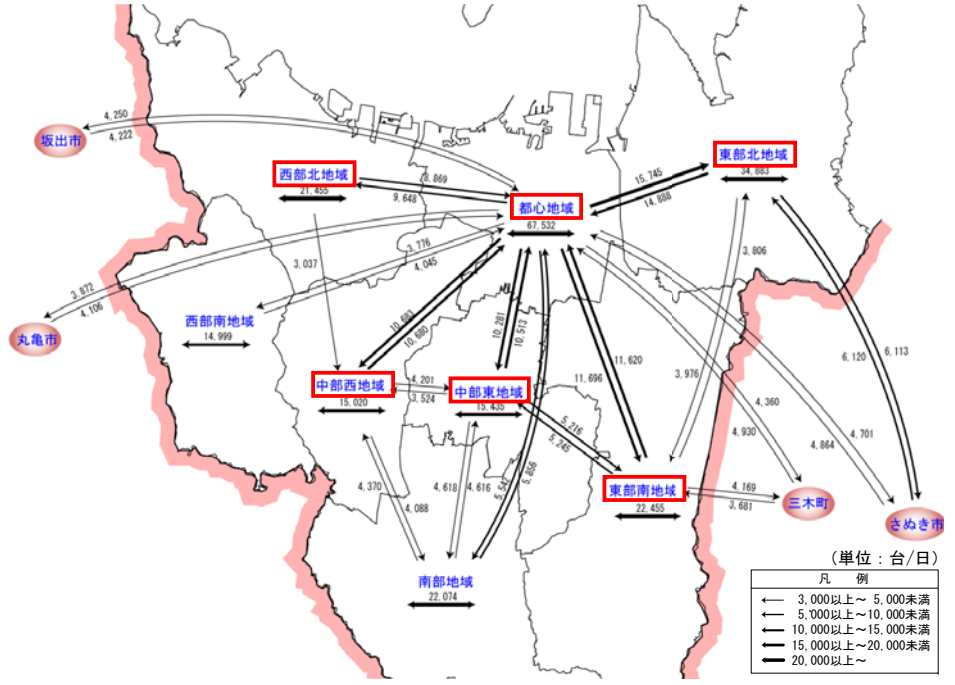 4,250
4,222
坂出市
東部北地域
34,883
西部北地域
21,455
8,869
9,648
15,745
14,888
都心地域
67,532
3,776
4,045
3,806
3,037
3,872
4,106
西部南地域
14,999
丸亀市
10,683
10,680
10,281
10,513
11,620
11,696
6,120
6,113
3,976
中部西地域
15,020
4,201
3,524
中部東地域
15,435
4,360
4,930
4,701
4,864
5,216
5,245
5,542
5,856
4,370
4,088
4,618
4,616
東部南地域
22,455
4,169
3,681
三木町
さぬき市
南部地域
22,074
(単位：台/日)
凡 例
3,000以上～ 5,000未満
5,000以上～10,000未満
10,000以上～15,000未満
15,000以上～20,000未満
20,000以上～